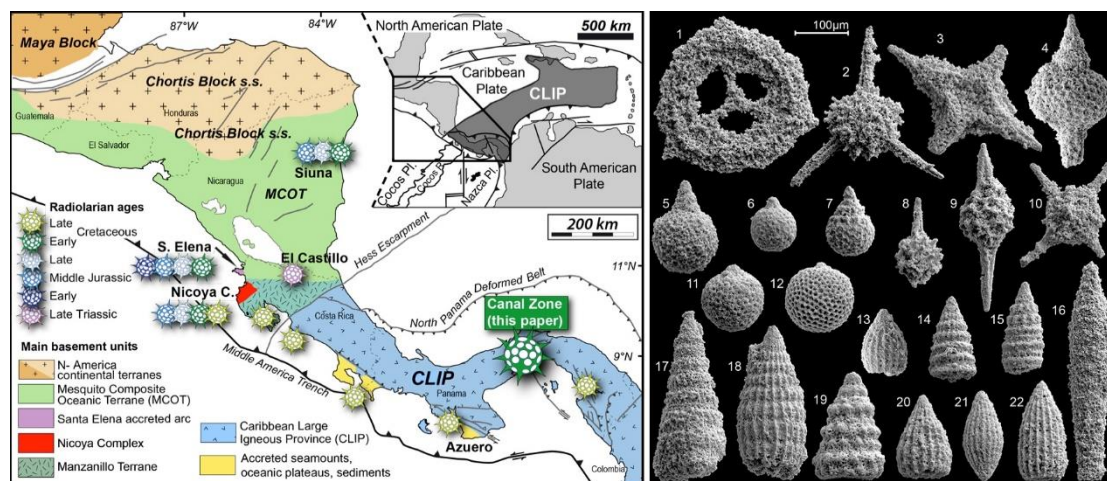 87°W
84°W
Maya Block
Chortis Block s.s.
Honduras
Chortis Block s.s.
Guatemala
El Salvador
Nicaragua
MCOT
Siuna
North American Plate
500 km
Caribbean
Plate
CLIP
Cocos Pl.
Cocos R.
Nazca Pl.
South American
Plate
200 km
Radiolarian ages
Late
Cretaceous
Early
Late
Middle Jurassic
Early
Late Triassic
S. Elena
El Castillo
Nicoya C.
Hess Escarpment
11°N
Costa Rica
North Panama Deformed Belt
Canal Zone
(this paper)
Middle America Trench
9°N
CLIP
Panama
Azuero
Colombia
Main basement units
N- America
continental terranes
Mesquito Composite
Oceanic Terrane (MCOT)
Santa Elena accreted arc
Nicoya Complex
Manzanillo Terrane
Caribbean Large
Igneous Province (CLIP)
Accreted seamounts,
oceanic plateaus, sediments
100µm
1
2
3
4
5
6
7
8
9
10
11
12
13
14
15
16
17
18
19
20
21
22